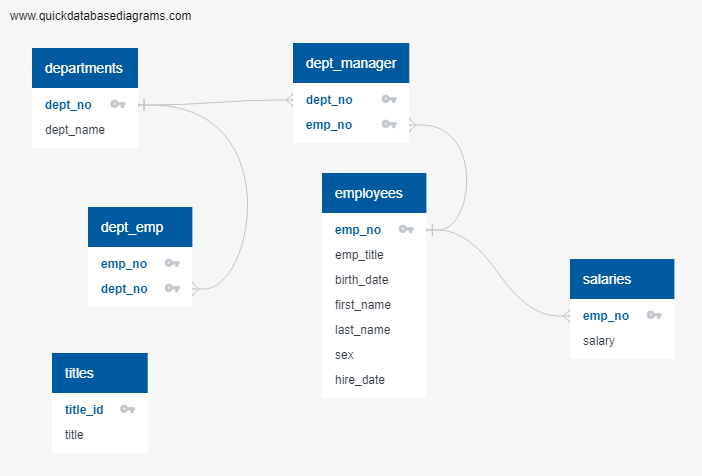 www.quickdatabasediagrams.com
departments
dept_no
dept_name
dept_manager
dept_no
emp_no
employees
emp_no
emp_title
birth_date
first_name
last_name
sex
hire_date
dept_emp
emp_no
dept_no
salaries
emp_no
salary
titles
title_id
title